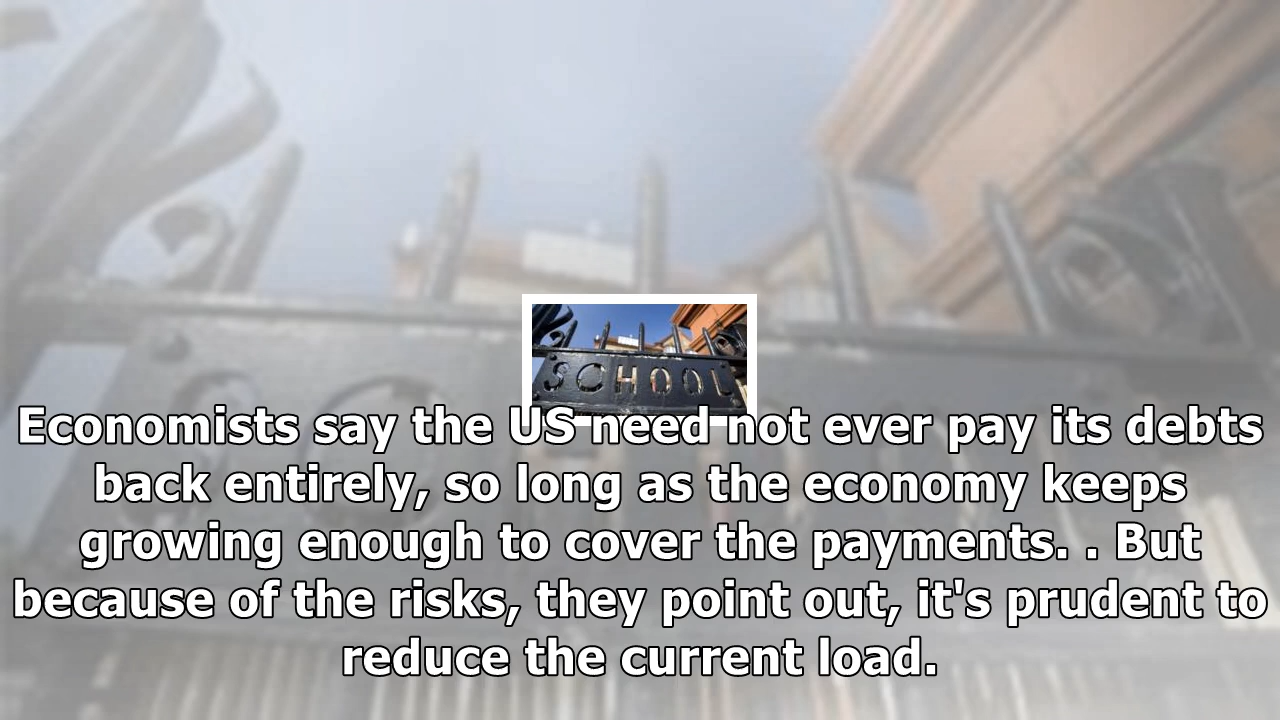 SCHOOL
Economists say the US need not ever pay its debts
back entirely, so long as the economy keeps
growing enough to cover the payments. . But
because of the risks, they point out, it's prudent to
reduce the current load.